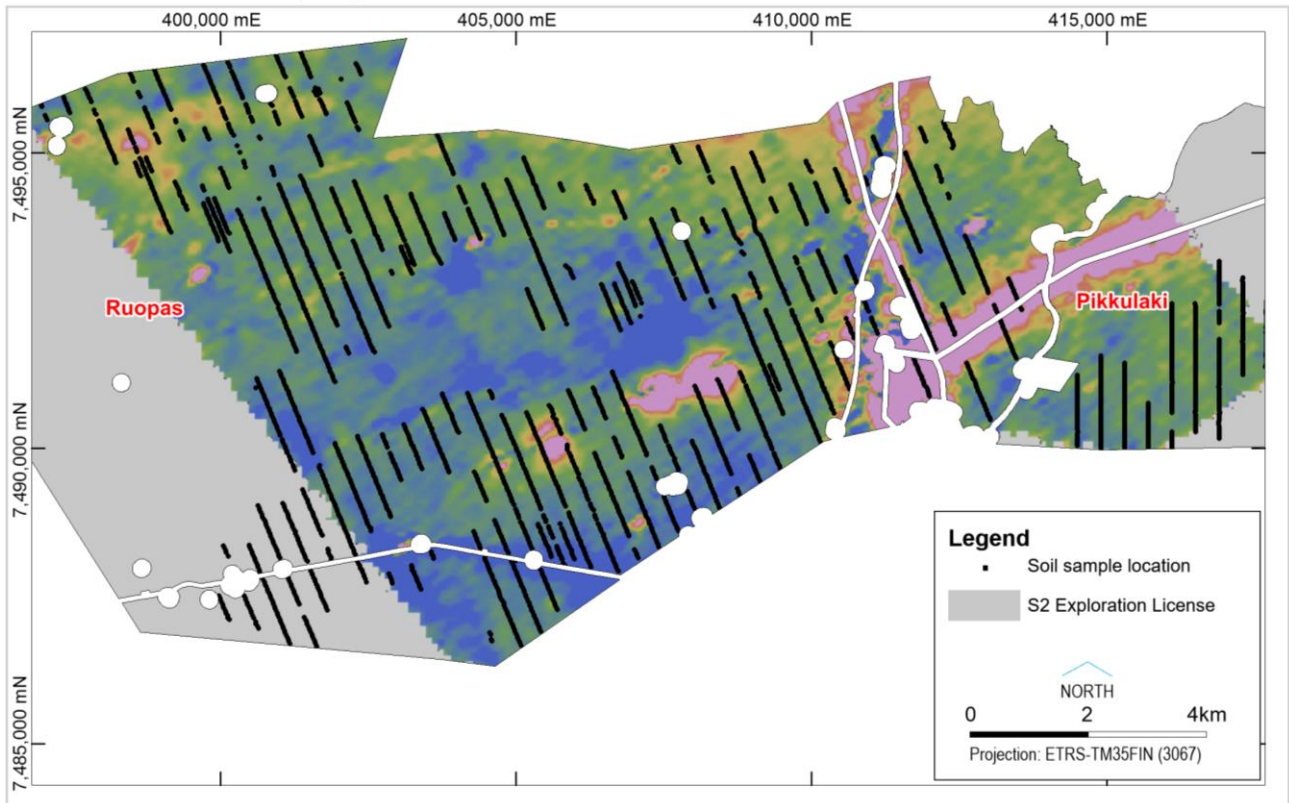 400,000 mE
405,000 mE
410,000 mE
415,000 mE
7,495,000 mN
7,490,000 mN
7,485,000 mN
Ruopas
Pikkulaki
Legend
Soil sample location
S2 Exploration License
NORTH
0 2 4km
Projection: ETRS-TM35FIN (3067)